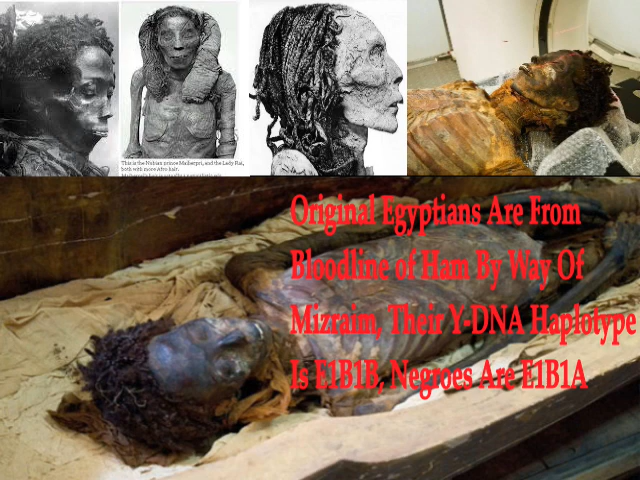 This is the Nubian prince Maiherpri, and the Lady Rai,
both with more Afro hair.
Original Egyptians Are From
Bloodline of Ham By Way Of
Mizraim, Their Y-DNA Haplotype
Is E1B1B, Negroes Are E1B1A